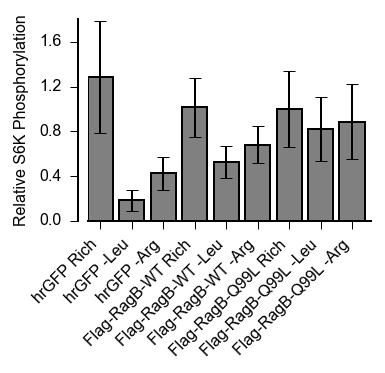 Relative S6K Phosphorylation
1.6
1.2
0.8
0.4
0.0
hrGFP Rich
hrGFP -Leu
hrGFP -Arg
Flag-RagB-WT Rich
Flag-RagB-WT -Leu
Flag-RagB-WT -Arg
Flag-RagB-Q99L Rich
Flag-RagB-Q99L -Leu
Flag-RagB-Q99L -Arg